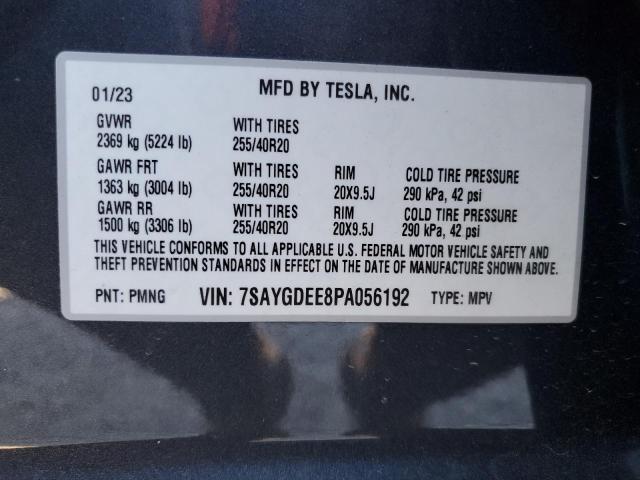 01/23 MFD BY TESLA, INC.
GVWR WITH TIRES
2369 kg (5224 lb) 255/40R20
GAWR FRT WITH TIRES RIM COLD TIRE PRESSURE
1363 kg (3004 lb) 255/40R20 20X9.5J 290 kPa, 42 psi
GAWR RR WITH TIRES RIM COLD TIRE PRESSURE
1500 kg (3306 lb) 255/40R20 20X9.5J 290 kPa, 42 psi
THIS VEHICLE CONFORMS TO ALL APPLICABLE U.S. FEDERAL MOTOR VEHICLE SAFETY AND
THEFT PREVENTION STANDARDS IN EFFECT ON THE DATE OF MANUFACTURE SHOWN ABOVE.
PNT: PMNG VIN: 7SAYGDEE8PA056192 TYPE: MPV